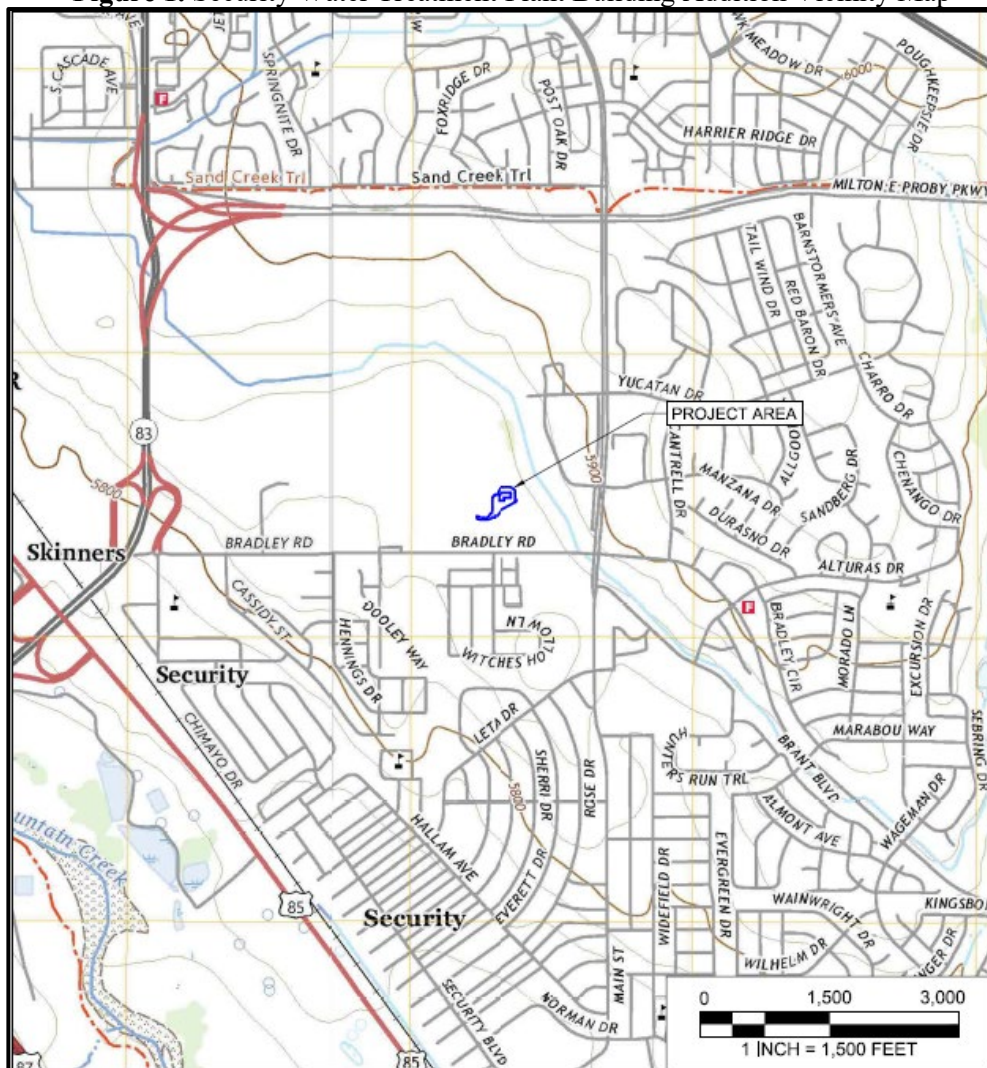 Security Water Treatment Plant Building Addition Vicinity Map
AVE
S CASCADE AVE
SPRINGNITE DR
FOXRIDGE DR
POST OAK DR
MEADOW DR
6000
POUGHKEEPSIE DR
HARRIER RIDGE DR
F
Sand Creek Trl
Sand Creek Trl
MILTON E PROBY PKWY
TAIL WIND DR
BARNSTORMERS AVE
RED BARON DR
CHARRO DR
YUCATAN DR
PROJECT AREA
83
CANTRELL DR
5900
MANZANA DR
SANDBERG DR
CHENANGO DR
DURASNO DR
5800
Skinners
BRADLEY RD
BRADLEY RD
ALTURAS DR
CASSIDY ST
DOOLEY WAY
HENNINGS DR
WITCHES HOLLOW LN
F
BRADLEY CIR
MORADO LN
EXCURSION DR
Security
CHIMAYO DR
LETA DR
SHERRI DR
5800
ROSE DR
HUNTERS RUN TRL
MARABOU WAY
SEBRING DR
BRANT BLVD
ALMONT AVE
WAGEMAN DR
HALLAM AVE
EVERETT DR
WIDEFIELD DR
EVERGREEN DR
untain Creek
85
Security
WAINWRIGHT DR
KINGSBO
WILHELM DR
NGER DR
SECURITY BLVD
NORMAN DR
MAIN ST
85
87
0 1,500 3,000
1 INCH = 1,500 FEET